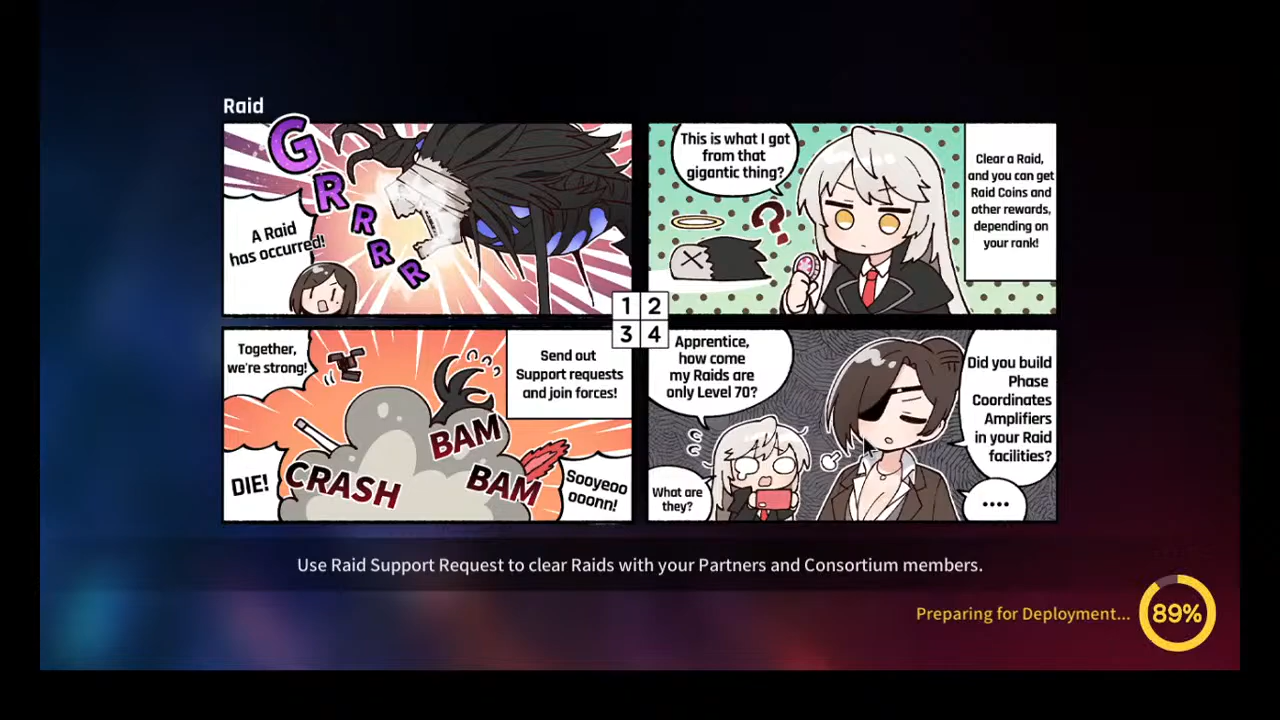 Raid
GRRRR
A Raid
has occurred!
This is what I got
from that
gigantic thing?
?
Clear a Raid,
and you can get
Raid Coins and
other rewards,
depending on
your rank!
1 2
3 4
Together,
we're strong!
Send out
Support requests
and join forces!
BAM
CRASH
BAM
DIE!
Sooyeoo
ooonn!
Apprentice,
how come
my Raids are
only Level 70?
Did you build
Phase
Coordinates
Amplifiers
in your Raid
facilities?
What are
they?
....
Use Raid Support Request to clear Raids with your Partners and Consortium members.
Preparing for Deployment...
89%